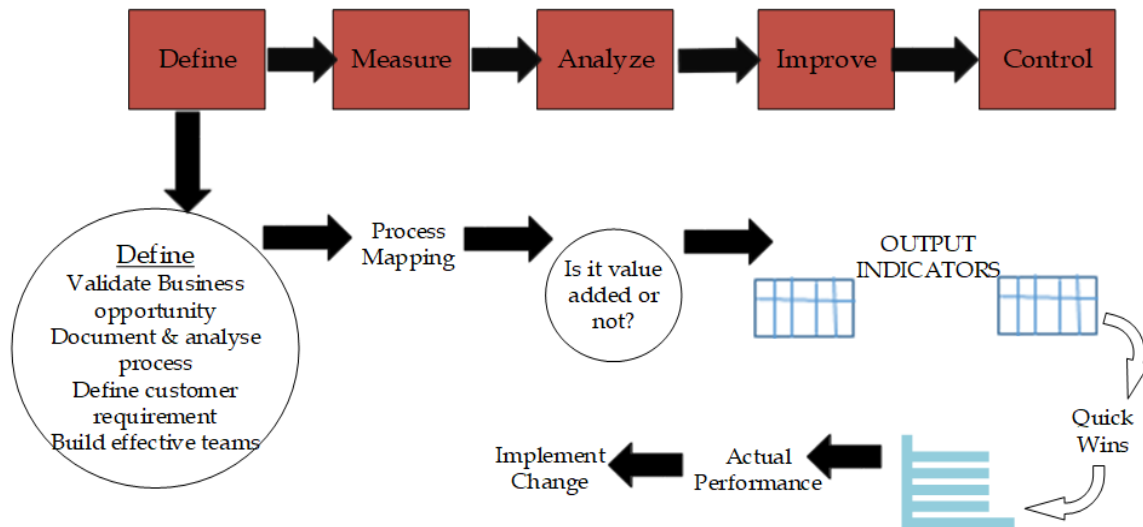 Define
Measure
Analyze
Improve
Control
Define
Validate Business
opportunity
Document & analyse
process
Define customer
requirement
Build effective teams
Process
Mapping
Is it value
added or
not?
OUTPUT
INDICATORS
Quick
Wins
Actual
Performance
Implement
Change